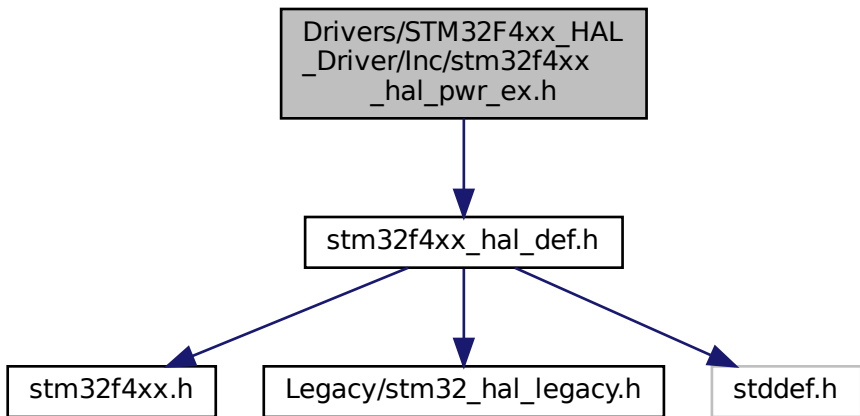 Drivers/STM32F4xx_HAL
_Driver/Inc/stm32f4xx
_hal_pwr_ex.h
stm32f4xx_hal_def.h
stm32f4xx.h
Legacy/stm32_hal_legacy.h
stddef.h